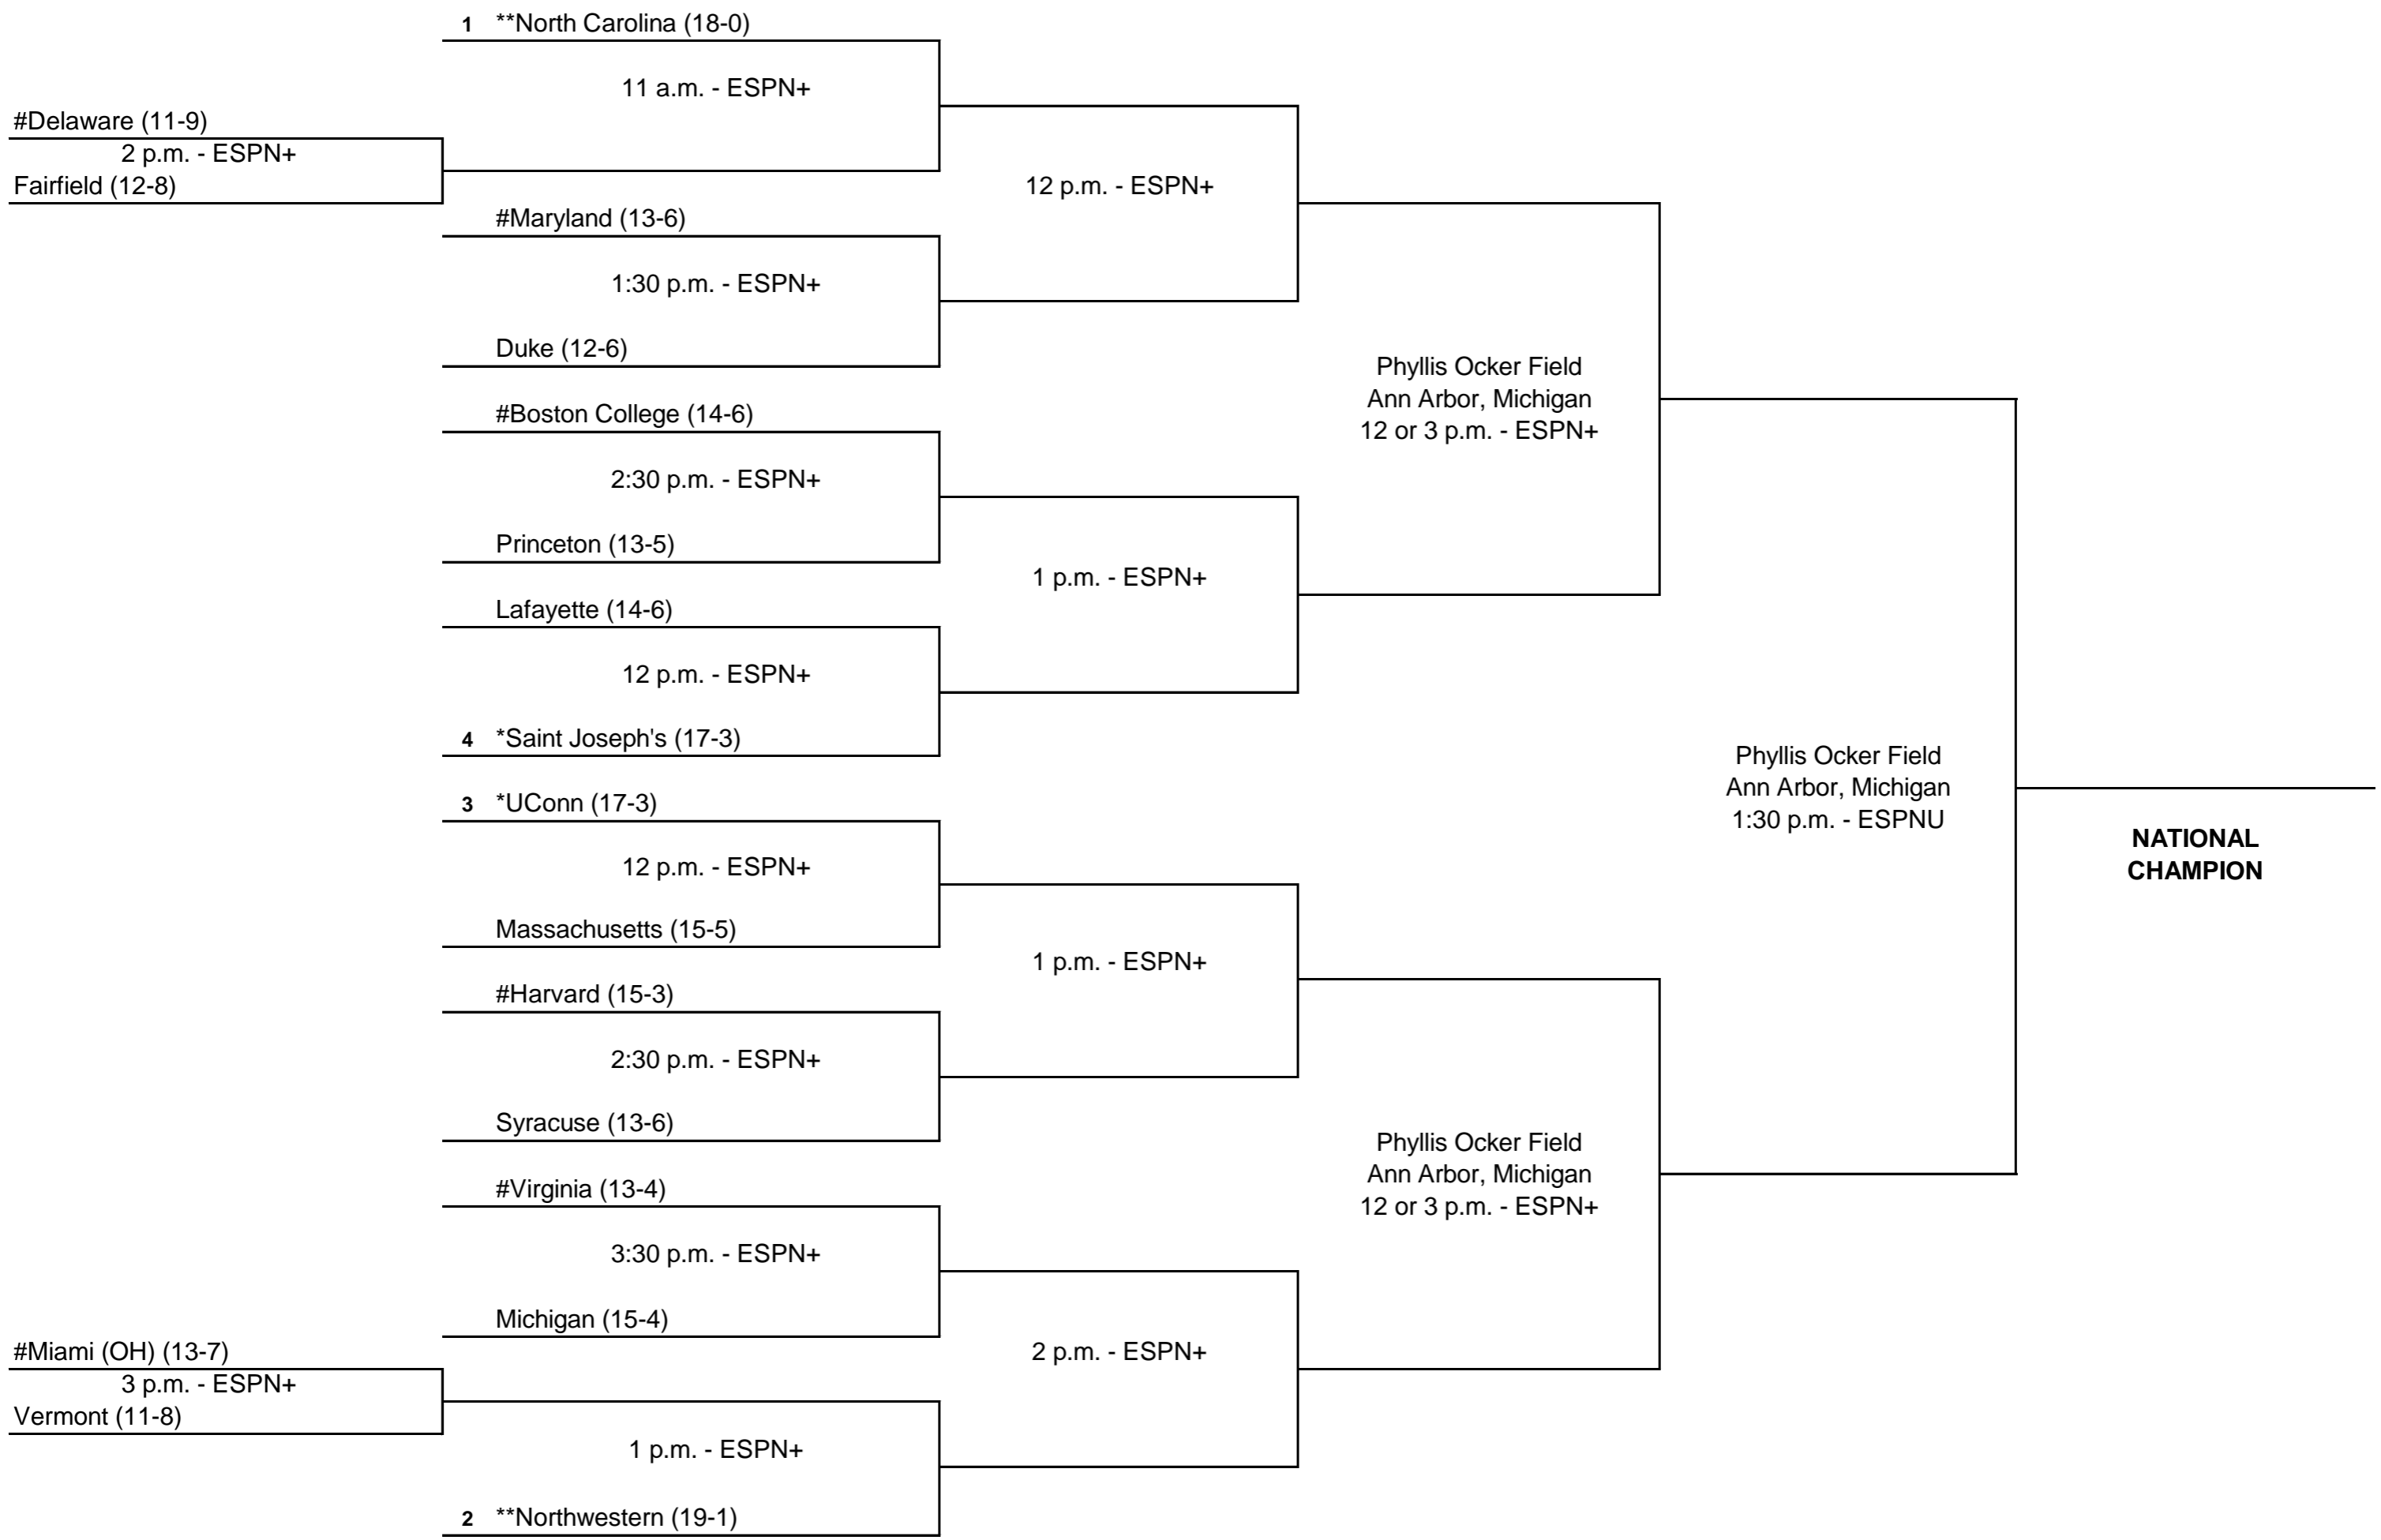 1 **North Carolina (18-0)
11 a.m. - ESPN+
#Delaware (11-9)
2 p.m. - ESPN+
Fairfield (12-8)
12 p.m. - ESPN+
#Maryland (13-6)
1:30 p.m. - ESPN+
Duke (12-6)
Phyllis Ocker Field
Ann Arbor, Michigan
12 or 3 p.m. - ESPN+
#Boston College (14-6)
2:30 p.m. - ESPN+
Princeton (13-5)
1 p.m. - ESPN+
Lafayette (14-6)
12 p.m. - ESPN+
4 *Saint Joseph's (17-3)
Phyllis Ocker Field
Ann Arbor, Michigan
1:30 p.m. - ESPNU
NATIONAL
CHAMPION
3 *UConn (17-3)
12 p.m. - ESPN+
Massachusetts (15-5)
1 p.m. - ESPN+
#Harvard (15-3)
2:30 p.m. - ESPN+
Syracuse (13-6)
Phyllis Ocker Field
Ann Arbor, Michigan
12 or 3 p.m. - ESPN+
#Virginia (13-4)
3:30 p.m. - ESPN+
Michigan (15-4)
2 p.m. - ESPN+
#Miami (OH) (13-7)
3 p.m. - ESPN+
Vermont (11-8)
1 p.m. - ESPN+
2 **Northwestern (19-1)